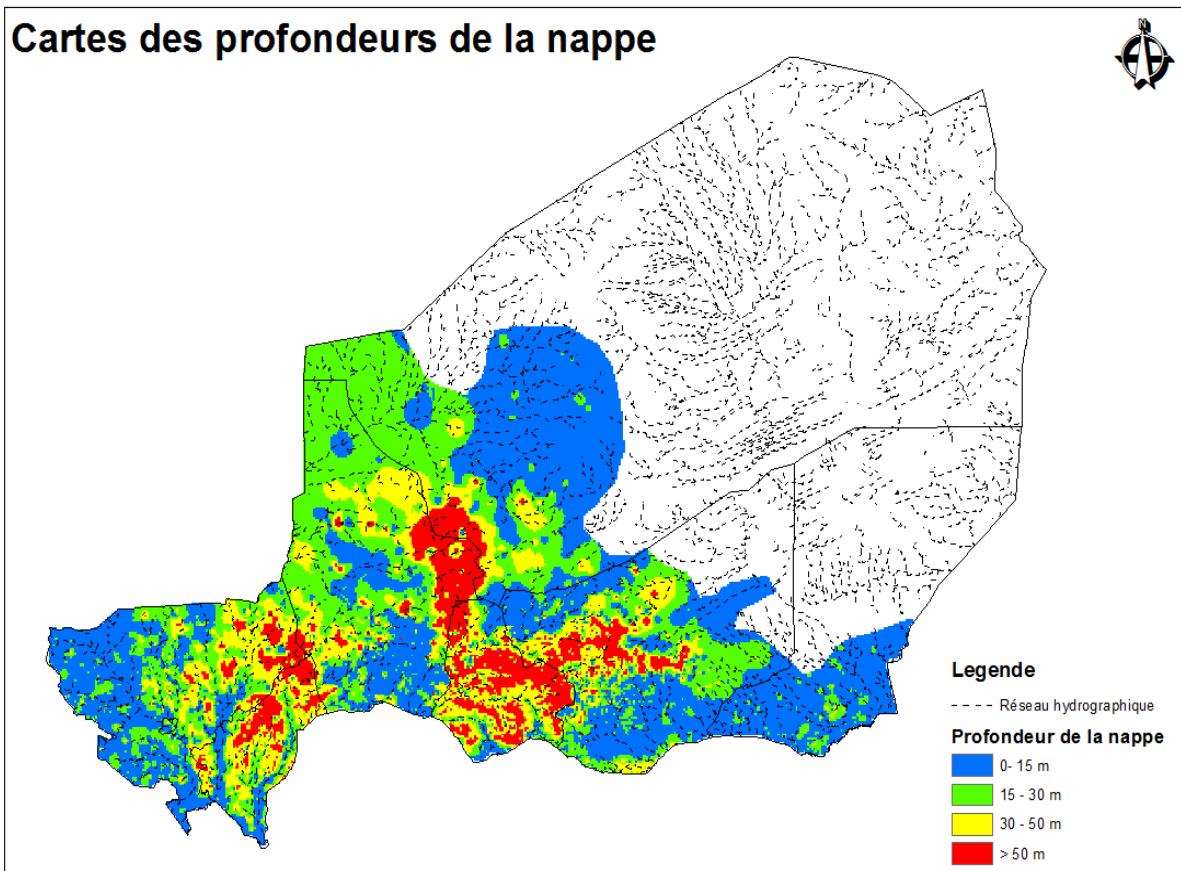 Cartes des profondeurs de la nappe
N
Legende
Réseau hydrographique
Profondeur de la nappe
0- 15 m
15 - 30 m
30 - 50 m
> 50 m